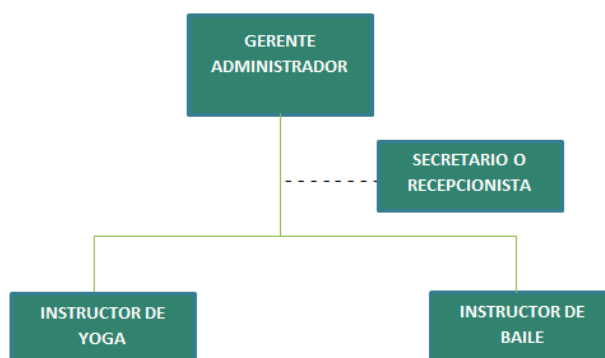 GERENTE
ADMINISTRADOR
SECRETARIO O
RECEPCIONISTA
INSTRUCTOR DE
YOGA
INSTRUCTOR DE
BAILE